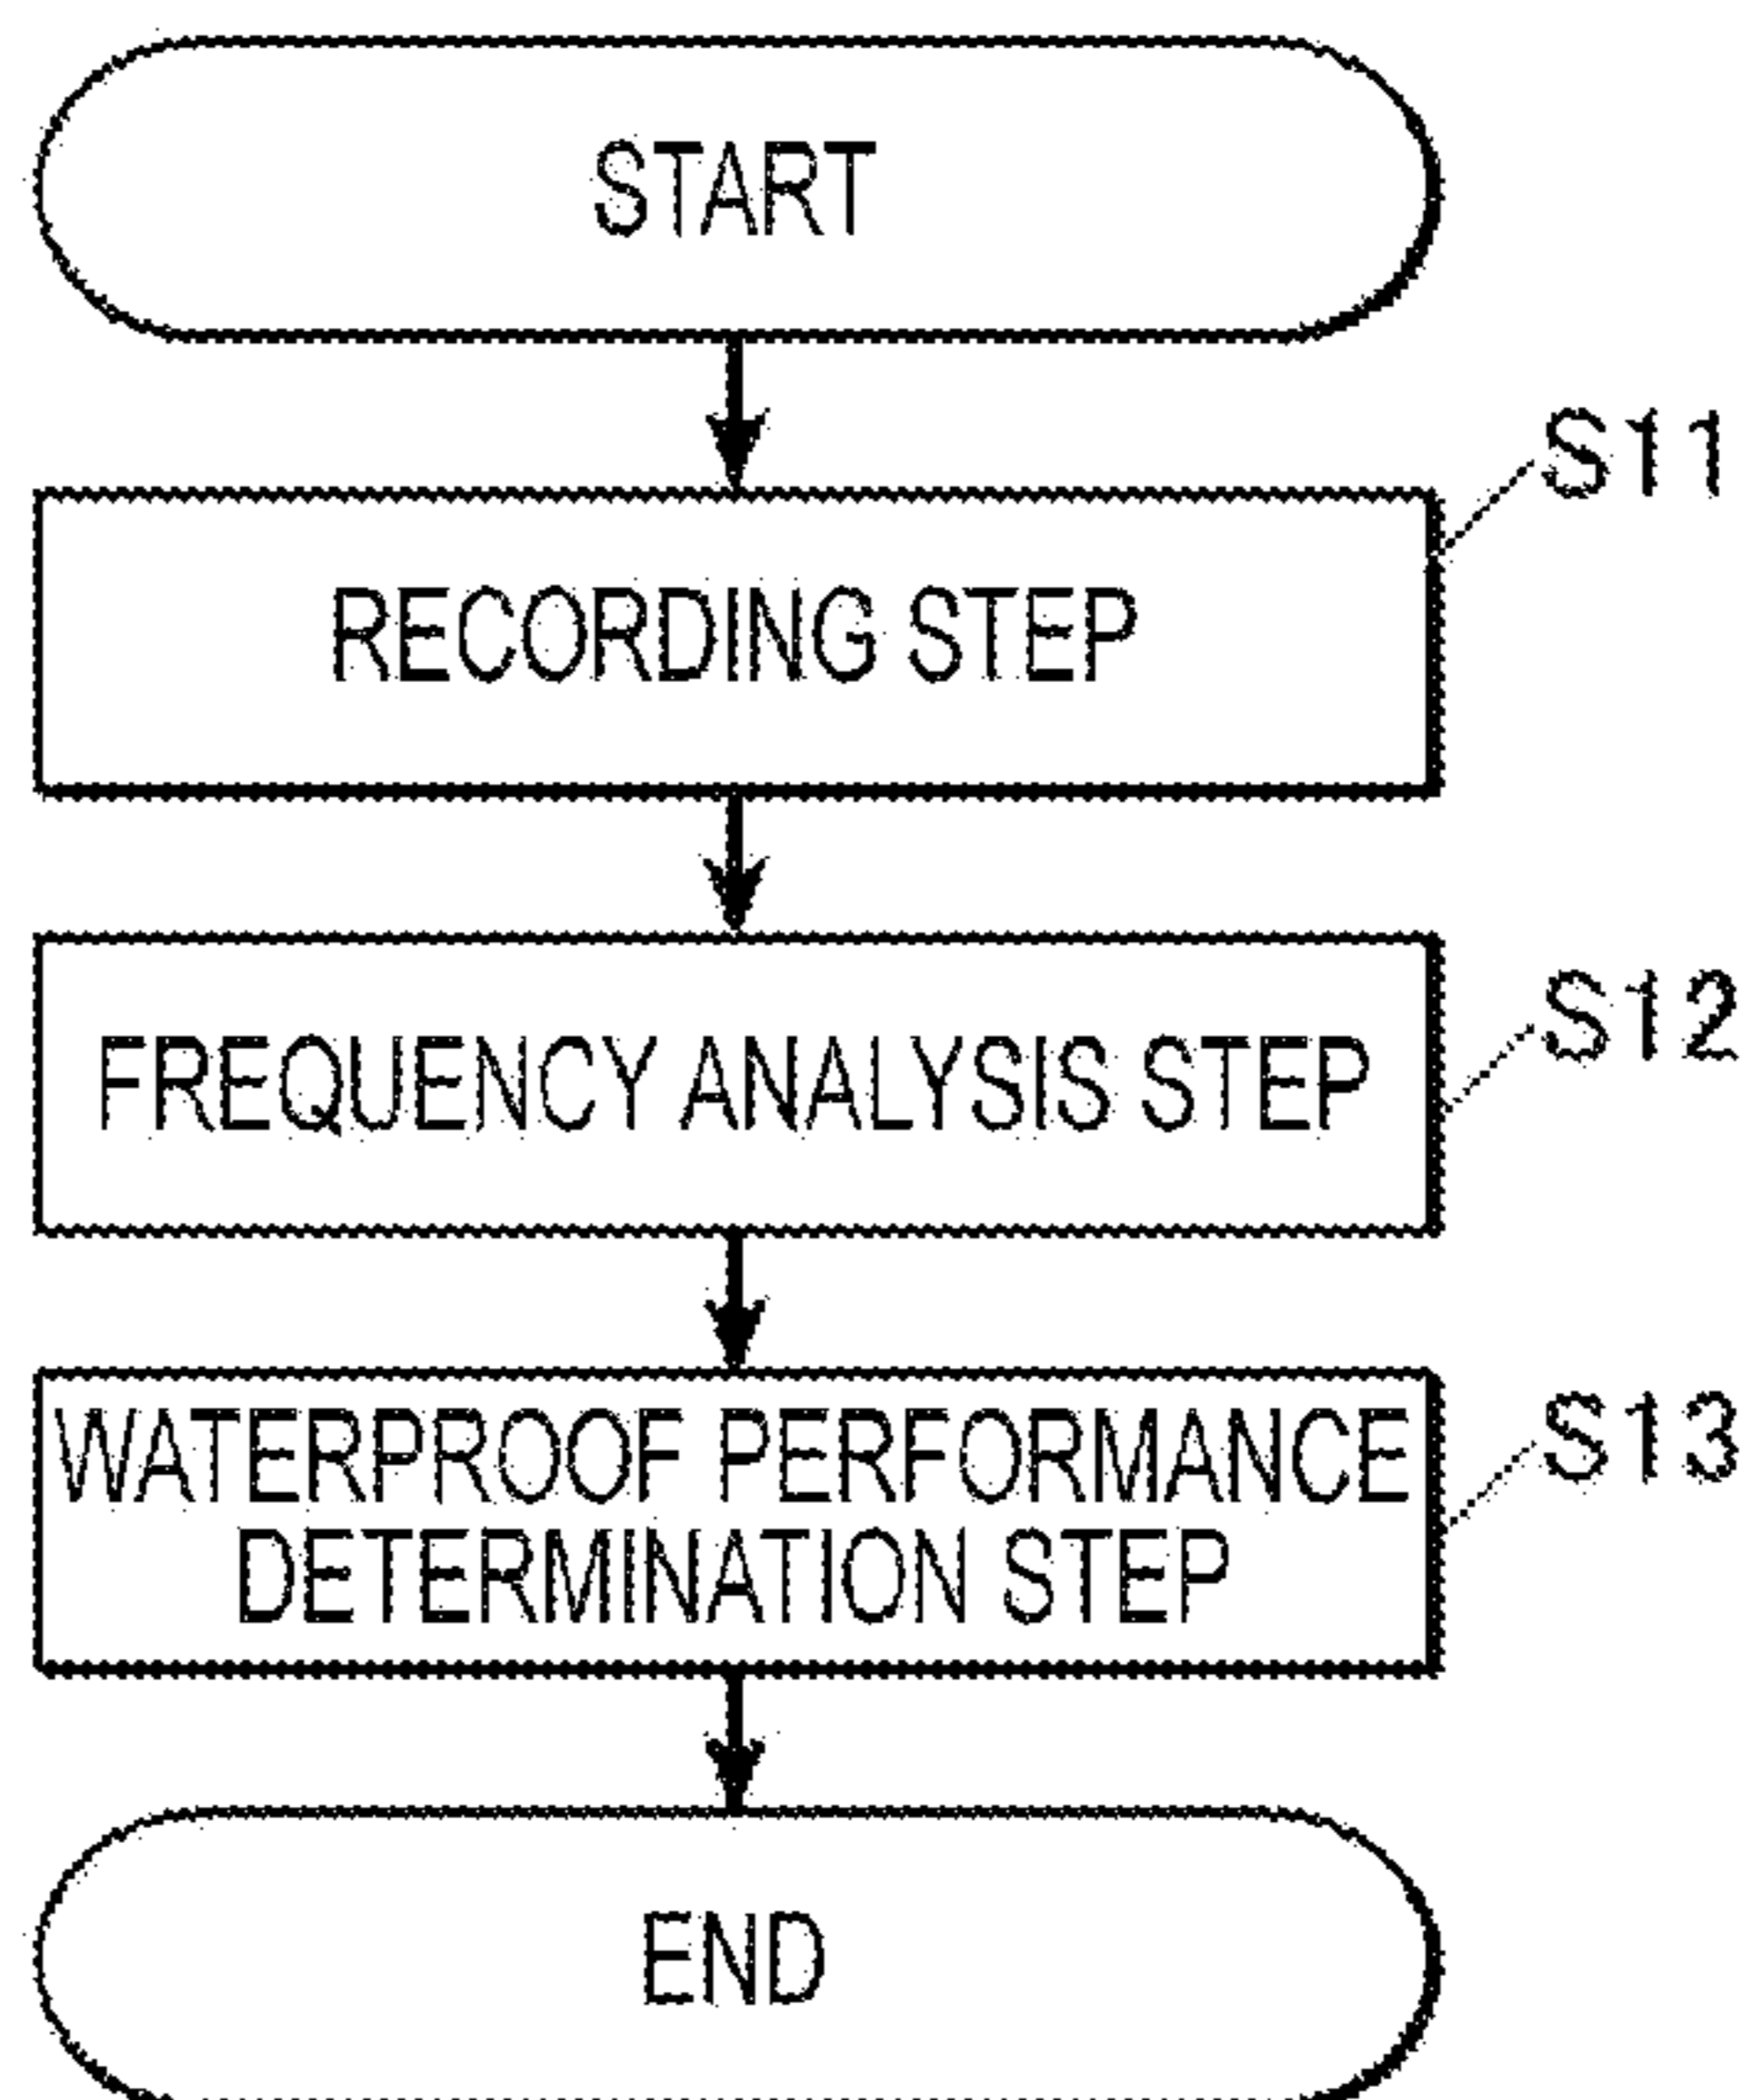 START
S11
RECORDING STEP
S12
FREQUENCY ANALYSIS STEP
S13
WATERPROOF PERFORMANCE
DETERMINATION STEP
END